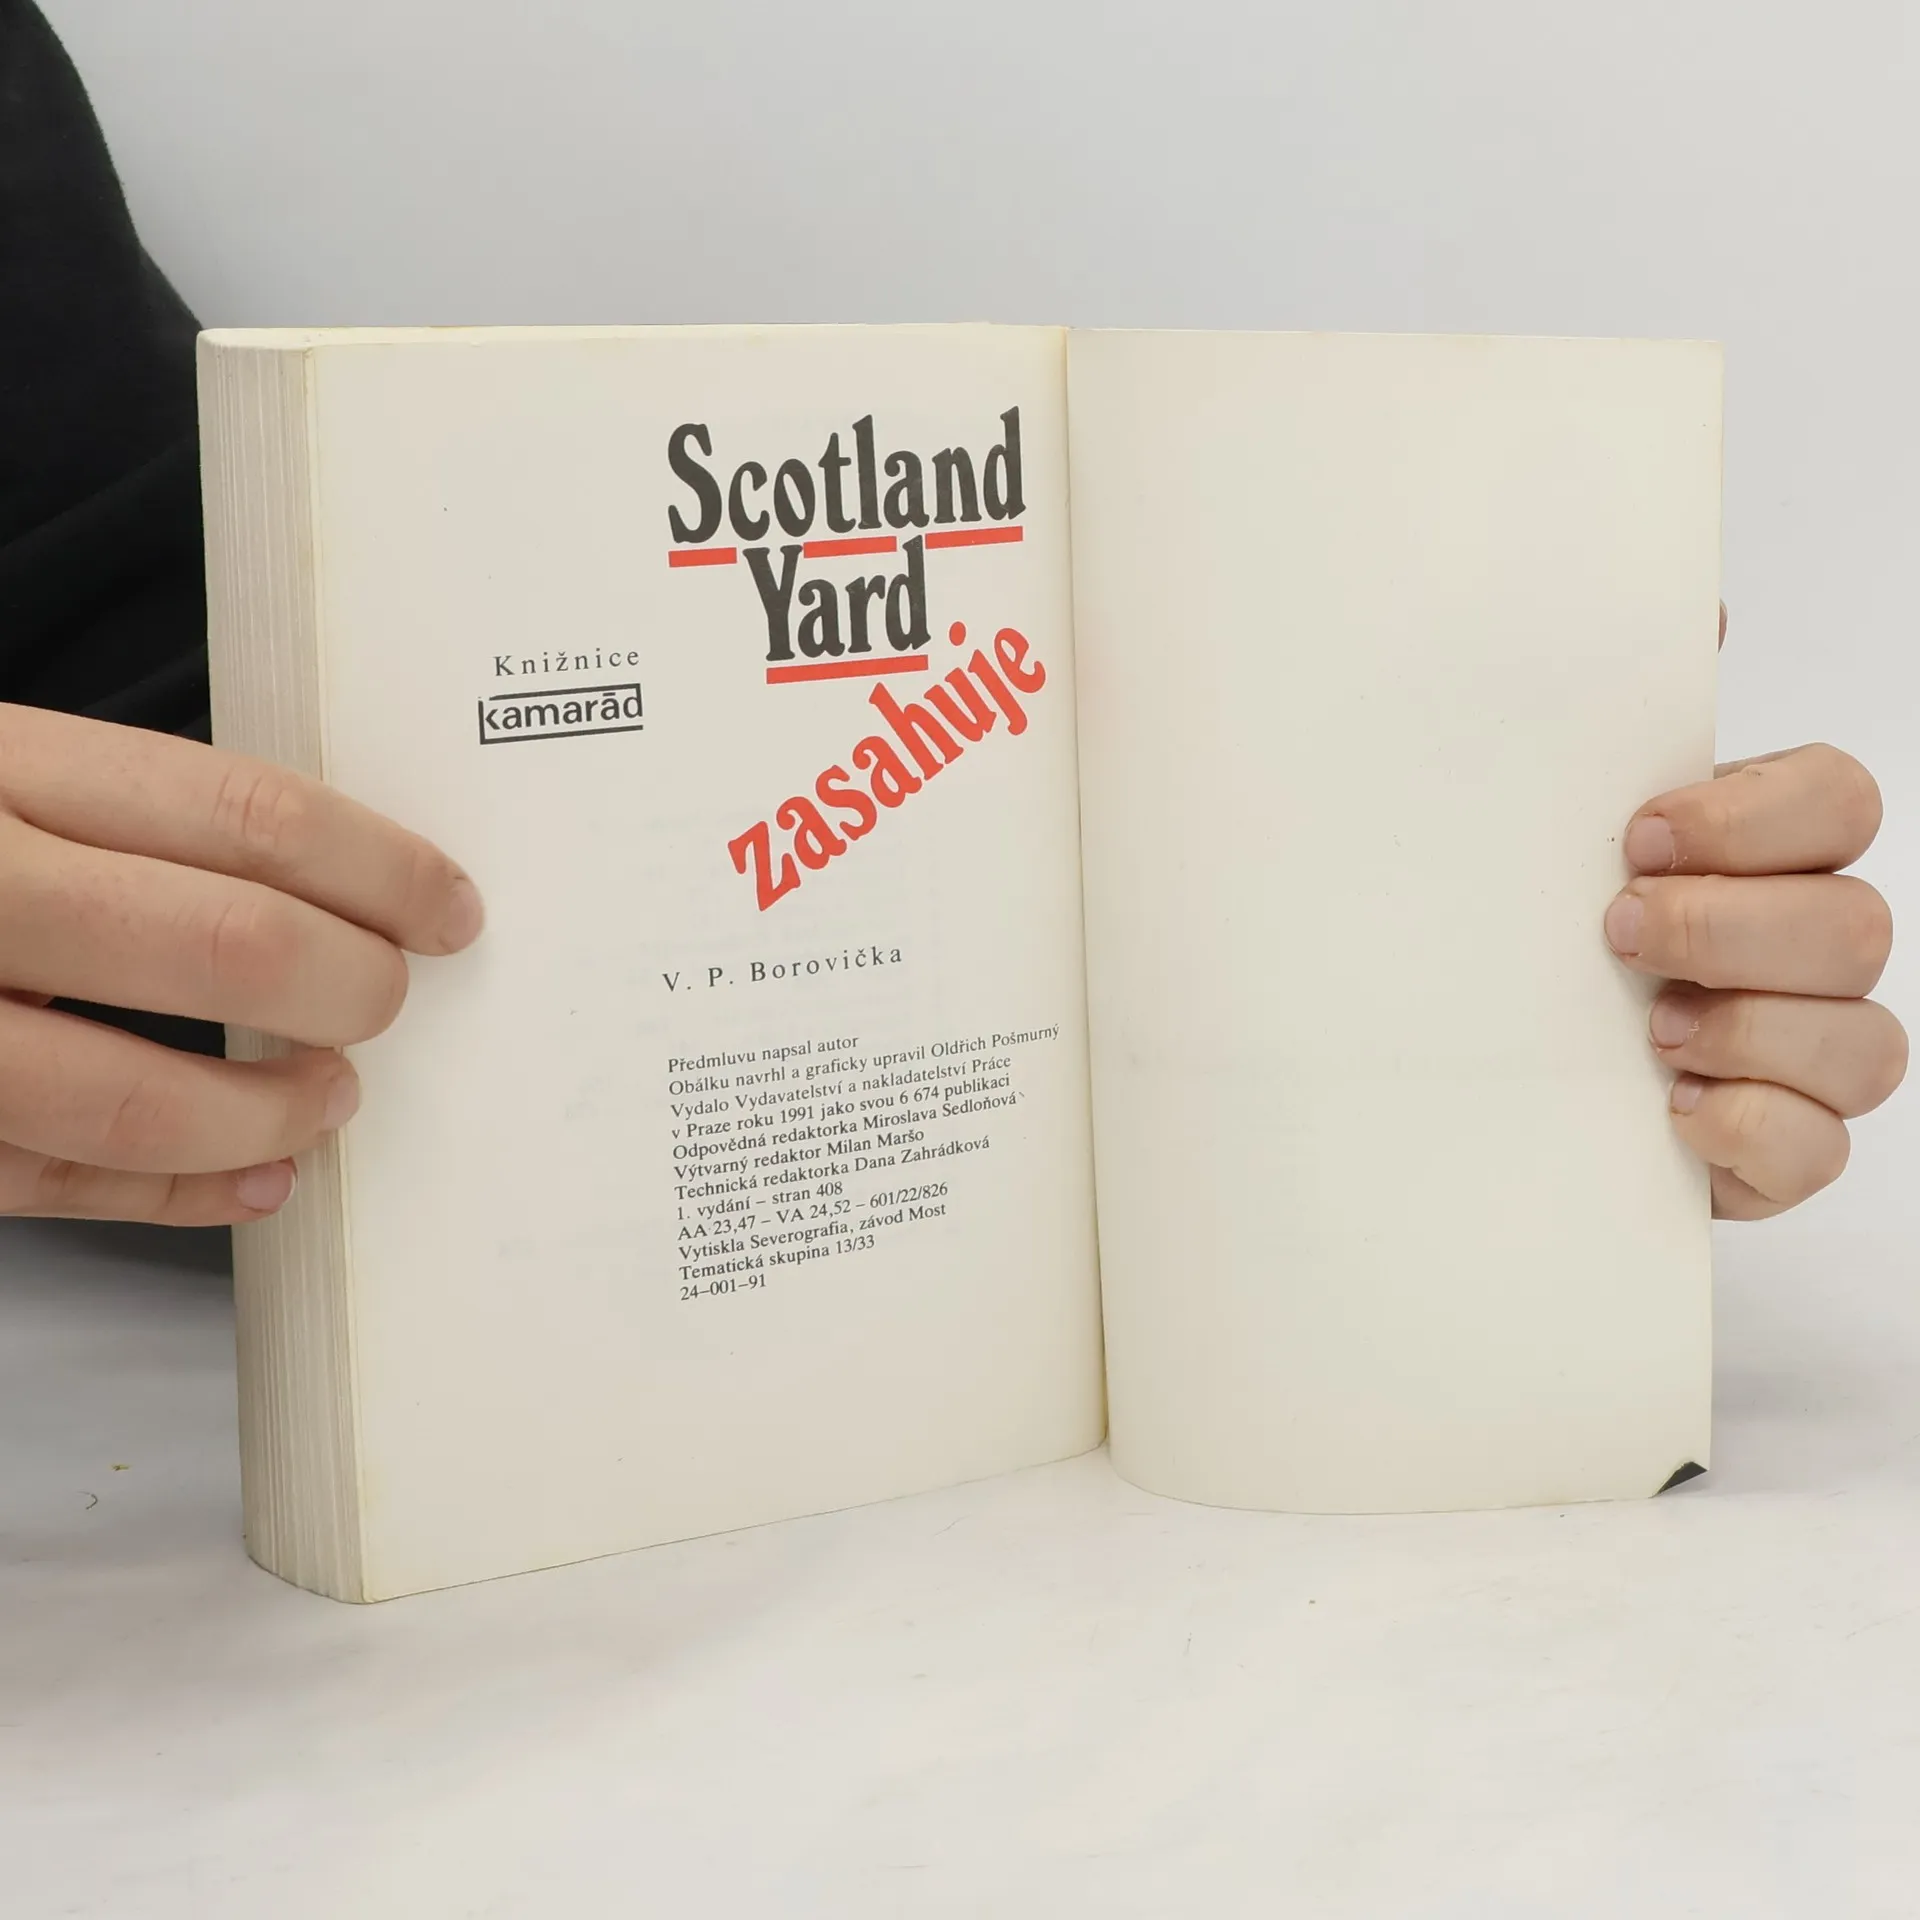 Scotland
Yard
zasahuje
Knižnice
kamarád
V. P. Borovička
Předmluvu napsal autor
Obálku navrhl a graficky upravil Oldřich Pošmurný
Vydalo Vydavatelství a nakladatelství Práce
v Praze roku 1991 jako svou 6 674 publikaci
Odpovědná redaktorka Miroslava Sedloňová
Výtvarný redaktor Milan Maršo
Technická redaktorka Dana Zahrádková
1. vydání – stran 408
AA 23,47 – VA 24,52 – 601/22/826
Vytiskla Severografia, závod Most
Tematická skupina 13/33
24–001–91